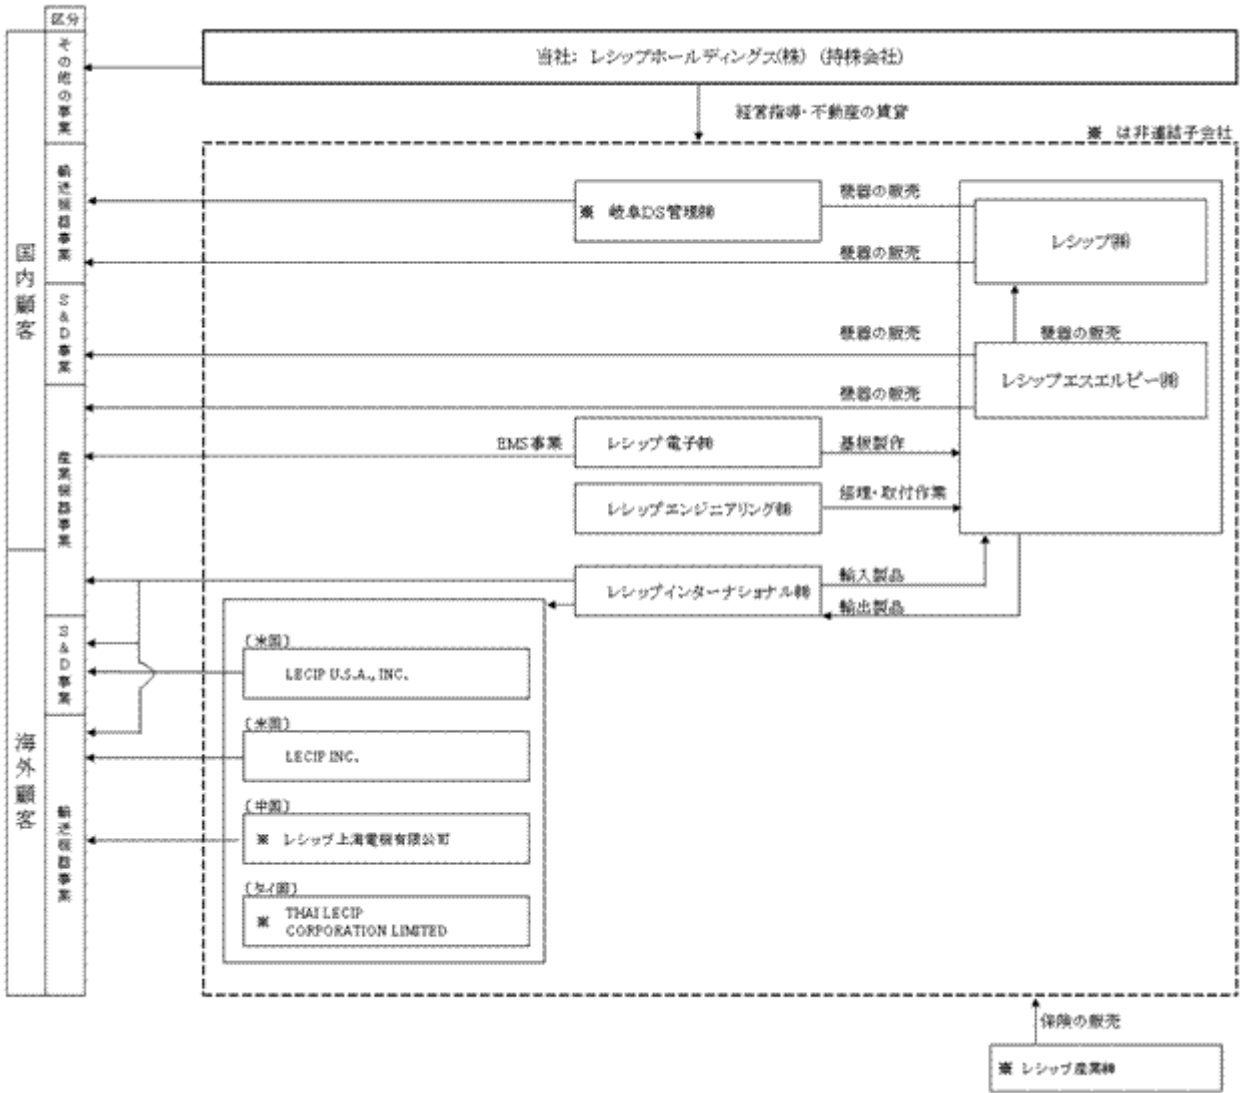 区分
その他の事業
当社: レシップホールディングス(株) (持株会社)
経営指導・不動産の賃貸
※ は非連結子会社
国内顧客
輸送機器事業
※ 岐阜DS管理㈱
機器の販売
レシップ㈱
機器の販売
S&D事業
機器の販売
機器の販売
レシップエスエルピー㈱
機器の販売
産業機器事業
EMS事業
レシップ電子㈱
基板製作
レシップエンジニアリング㈱
経理・取付作業
レシップインターナショナル㈱
輸入製品
輸出製品
海外顧客
S&D事業
(米国)
LECIP U.S.A., INC.
(米国)
LECIP INC.
輸送機器事業
(中国)
※ レシップ上海電機有限公司
(タイ国)
※ THAI LECIP
CORPORATION LIMITED
保険の販売
※ レシップ産業㈱